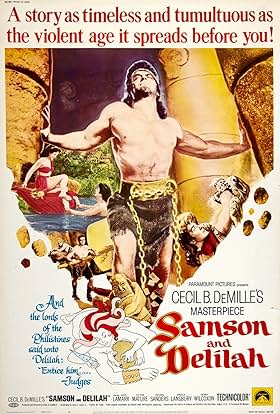 A story as timeless and tumultuous as
the violent age it spreads before you!
PARAMOUNT PICTURES presents
CECIL B. DeMILLE'S
MASTERPIECE
Samson
and
Delilah
And
the lords
of the
Philistines
said unto
Delilah:
"Entice him....
—Judges
CECIL B. DeMILLE'S "SAMSON AND DELILAH"
LAMARR
MATURE
SANDERS
LANSBURY
WILCOXON
TECHNICOLOR